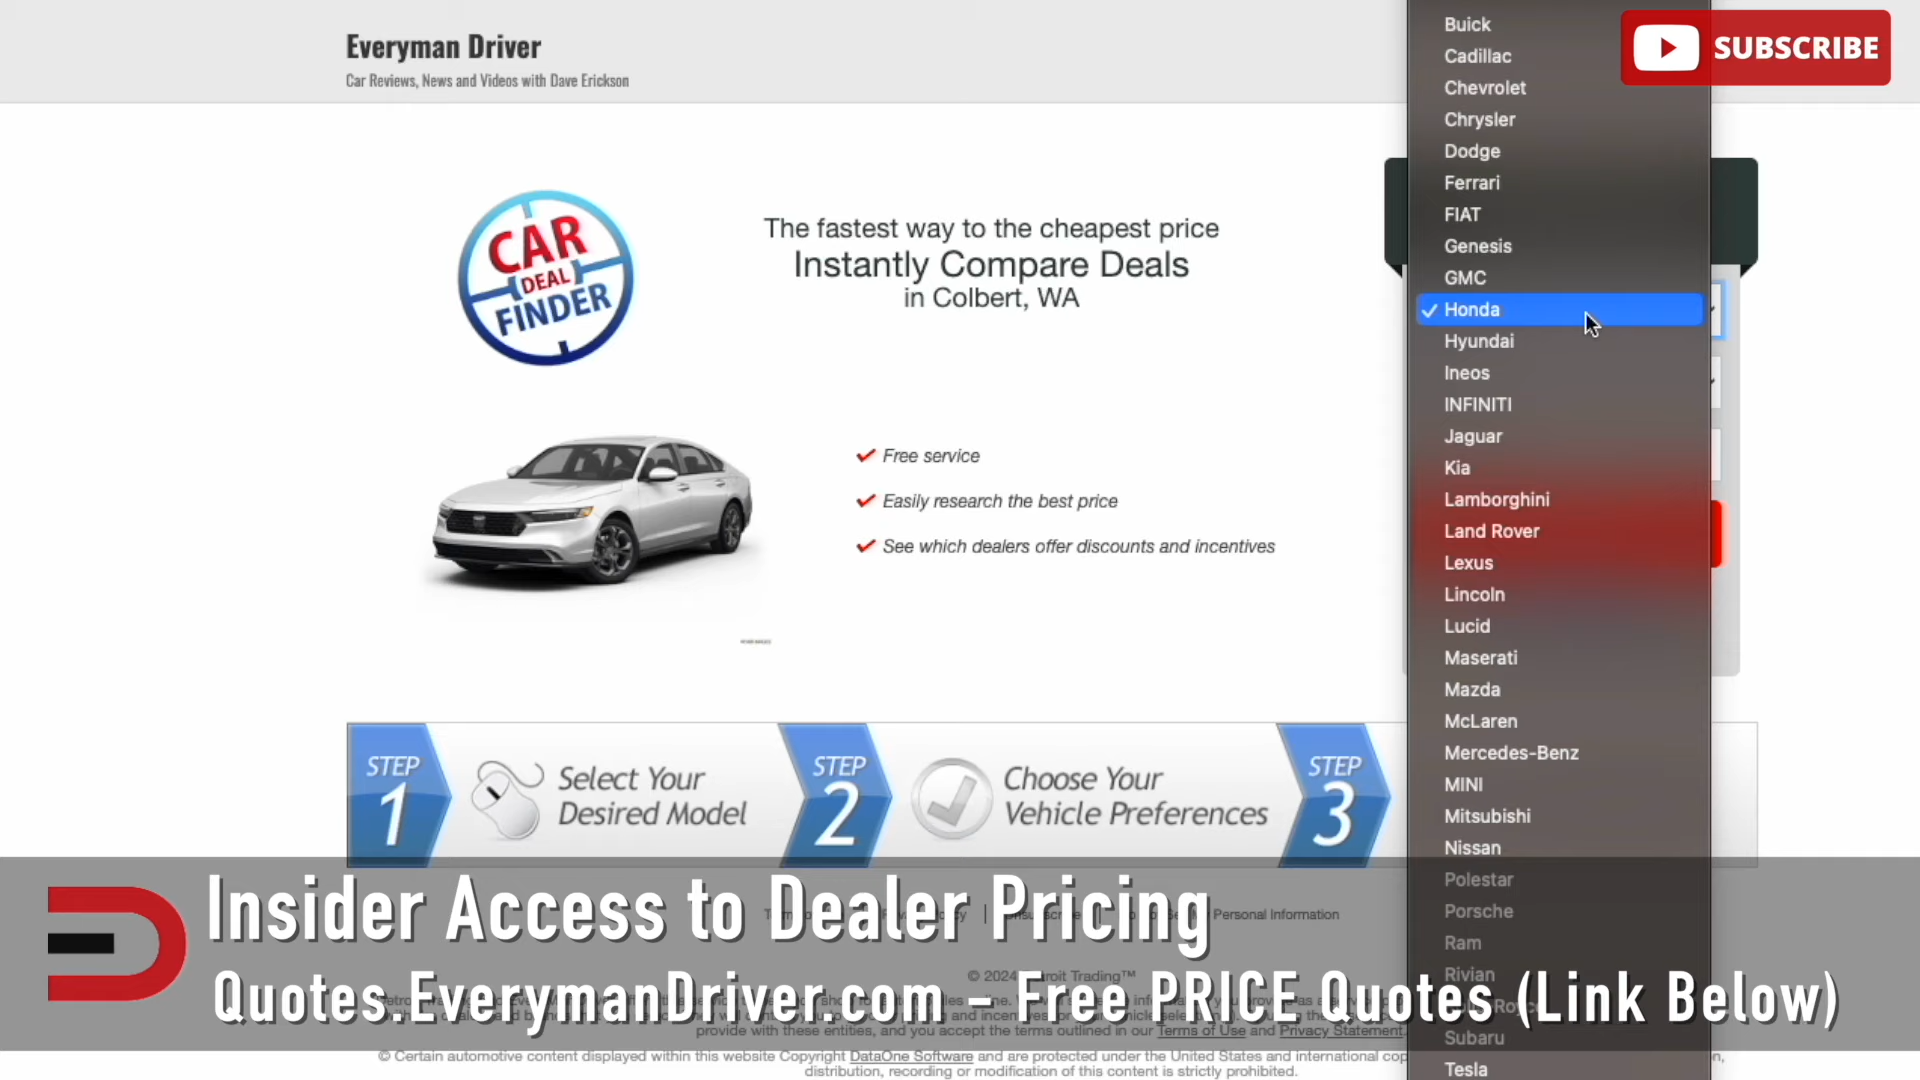 Everyman Driver
Car Reviews, News and Videos with Dave Erickson
SUBSCRIBE
CAR
DEAL
FINDER
The fastest way to the cheapest price
Instantly Compare Deals
in Colbert, WA
Free service
Easily research the best price
See which dealers offer discounts and incentives
Buick
Cadillac
Chevrolet
Chrysler
Dodge
Ferrari
FIAT
Genesis
GMC
Honda
Hyundai
Ineos
INFINITI
Jaguar
Kia
Lamborghini
Land Rover
Lexus
Lincoln
Lucid
Maserati
Mazda
McLaren
Mercedes-Benz
MINI
Mitsubishi
Nissan
Polestar
Porsche
Ram
Rivian
Subaru
Tesla
STEP
1
Select Your
Desired Model
STEP
2
Choose Your
Vehicle Preferences
STEP
3
Insider Access to Dealer Pricing
Personal Information
Quotes.EverymanDriver.com – Free PRICE Quotes (Link Below)
© 2024 Trading™
provide with these entities, and you accept the terms outlined in our Terms of Use and Privacy Statement.
© Certain automotive content displayed within this website Copyright DataOne Software and are protected under the United States and international
distribution, recording or modification of this content is strictly prohibited.